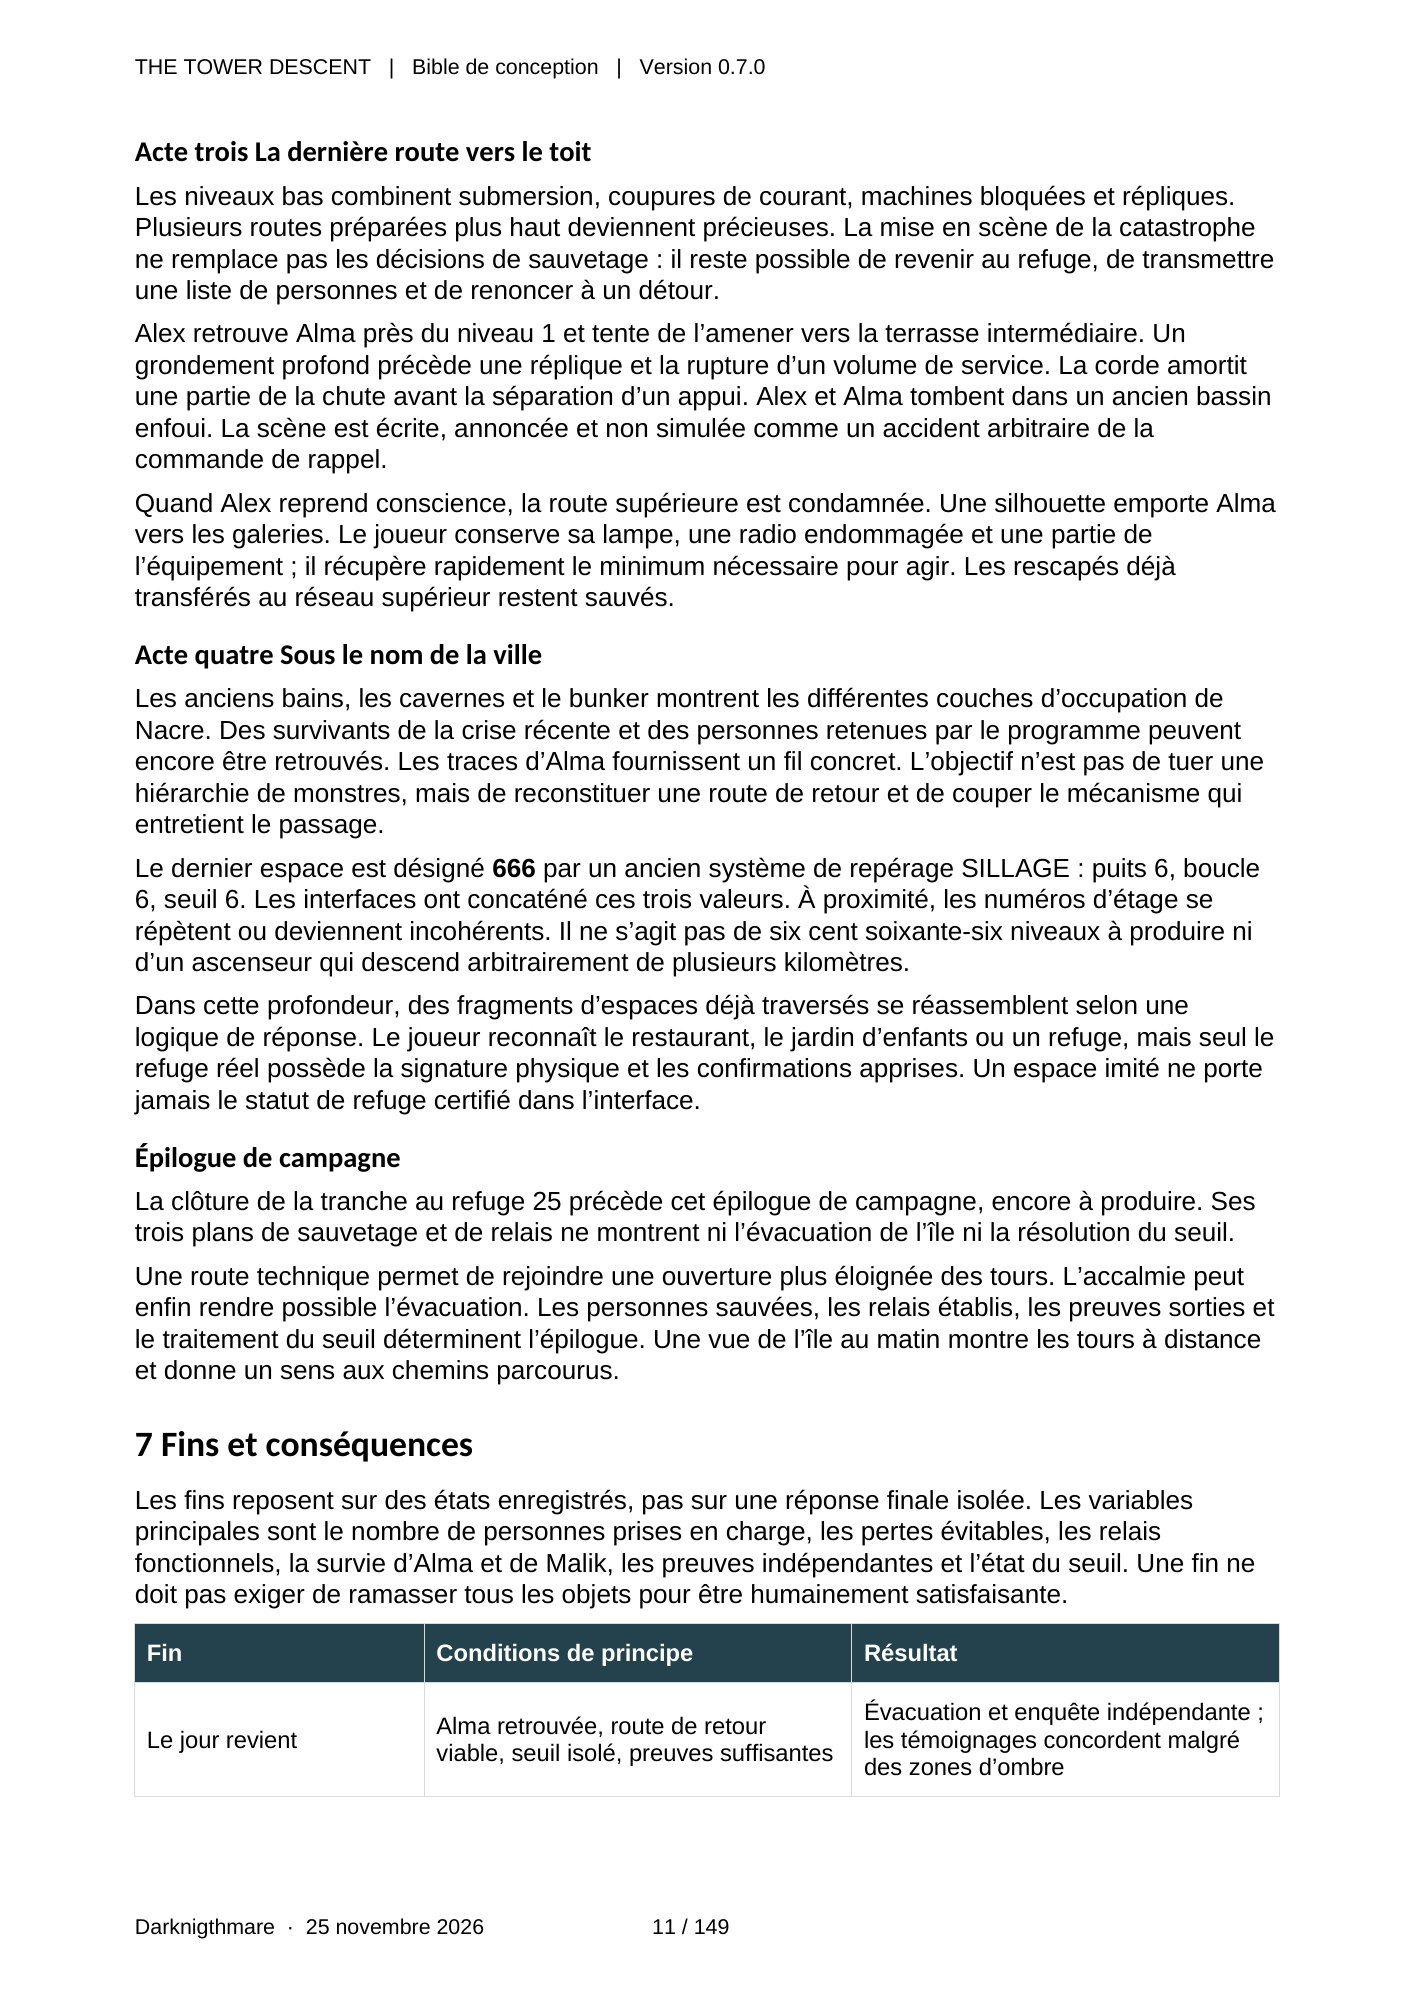 THE TOWER DESCENT | Bible de conception | Version 0.7.0
Acte trois La dernière route vers le toit
Les niveaux bas combinent submersion, coupures de courant, machines bloquées et répliques.
Plusieurs routes préparées plus haut deviennent précieuses. La mise en scène de la catastrophe
ne remplace pas les décisions de sauvetage : il reste possible de revenir au refuge, de transmettre
une liste de personnes et de renoncer à un détour.
Alex retrouve Alma près du niveau 1 et tente de l’amener vers la terrasse intermédiaire. Un
grondement profond précède une réplique et la rupture d’un volume de service. La corde amortit
une partie de la chute avant la séparation d’un appui. Alex et Alma tombent dans un ancien bassin
enfoui. La scène est écrite, annoncée et non simulée comme un accident arbitraire de la
commande de rappel.
Quand Alex reprend conscience, la route supérieure est condamnée. Une silhouette emporte Alma
vers les galeries. Le joueur conserve sa lampe, une radio endommagée et une partie de
l’équipement ; il récupère rapidement le minimum nécessaire pour agir. Les rescapés déjà
transférés au réseau supérieur restent sauvés.
Acte quatre Sous le nom de la ville
Les anciens bains, les cavernes et le bunker montrent les différentes couches d’occupation de
Nacre. Des survivants de la crise récente et des personnes retenues par le programme peuvent
encore être retrouvés. Les traces d’Alma fournissent un fil concret. L’objectif n’est pas de tuer une
hiérarchie de monstres, mais de reconstituer une route de retour et de couper le mécanisme qui
entretient le passage.
Le dernier espace est désigné 666 par un ancien système de repérage SILLAGE : puits 6, boucle
6, seuil 6. Les interfaces ont concaténé ces trois valeurs. À proximité, les numéros d’étage se
répètent ou deviennent incohérents. Il ne s’agit pas de six cent soixante-six niveaux à produire ni
d’un ascenseur qui descend arbitrairement de plusieurs kilomètres.
Dans cette profondeur, des fragments d’espaces déjà traversés se réassemblent selon une
logique de réponse. Le joueur reconnaît le restaurant, le jardin d’enfants ou un refuge, mais seul le
refuge réel possède la signature physique et les confirmations apprises. Un espace imité ne porte
jamais le statut de refuge certifié dans l’interface.
Épilogue de campagne
La clôture de la tranche au refuge 25 précède cet épilogue de campagne, encore à produire. Ses
trois plans de sauvetage et de relais ne montrent ni l’évacuation de l’île ni la résolution du seuil.
Une route technique permet de rejoindre une ouverture plus éloignée des tours. L’accalmie peut
enfin rendre possible l’évacuation. Les personnes sauvées, les relais établis, les preuves sorties et
le traitement du seuil déterminent l’épilogue. Une vue de l’île au matin montre les tours à distance
et donne un sens aux chemins parcourus.
7 Fins et conséquences
Les fins reposent sur des états enregistrés, pas sur une réponse finale isolée. Les variables
principales sont le nombre de personnes prises en charge, les pertes évitables, les relais
fonctionnels, la survie d’Alma et de Malik, les preuves indépendantes et l’état du seuil. Une fin ne
doit pas exiger de ramasser tous les objets pour être humainement satisfaisante.
Fin Conditions de principe Résultat
Le jour revient
Alma retrouvée, route de retour
viable, seuil isolé, preuves suffisantes
Évacuation et enquête indépendante ;
les témoignages concordent malgré
des zones d’ombre
Darknigthmare · 25 novembre 2026 11 / 149